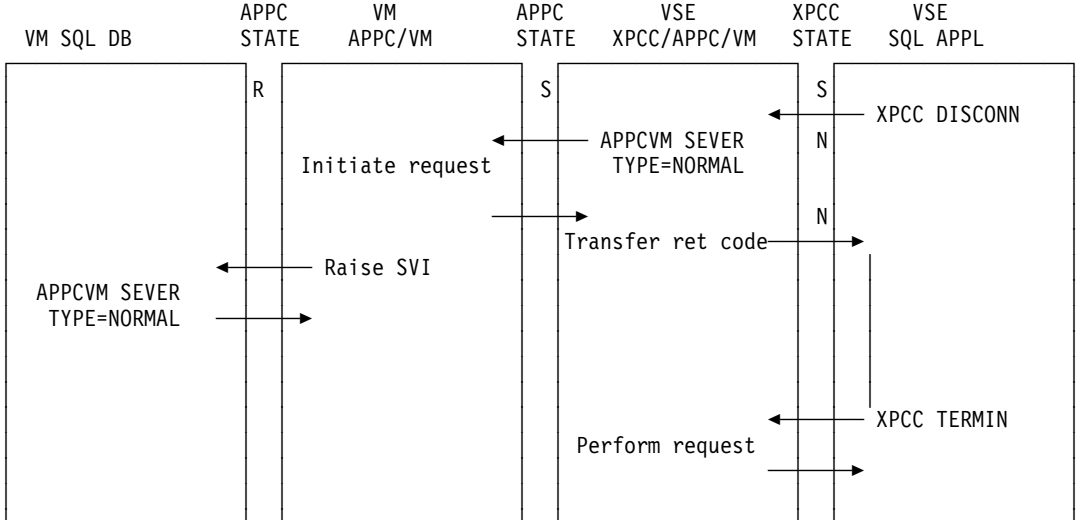 APPC VM APPC VSE XPCC VSE
VM SQL DB STATE APPC/VM STATE XPCC/APPC/VM STATE SQL APPL
R S S
XPCC DISCONN
APPCVM SEVER N
Initiate request TYPE=NORMAL
N
Transfer ret code
Raise SVI
APPCVM SEVER
TYPE=NORMAL
XPCC TERMIN
Perform request